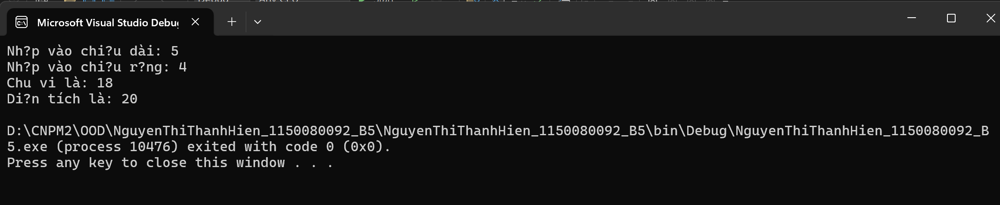 Microsoft Visual Studio Debu
Nh?p vào chi?u dài: 5
Nh?p vào chi?u r?ng: 4
Chu vi là: 18
Di?n tích là: 20
D:\CNPM2\OOD\NguyenThiThanhHien_1150080092_B5\NguyenThiThanhHien_1150080092_B5\bin\Debug\NguyenThiThanhHien_1150080092_B
5.exe (process 10476) exited with code 0 (0x0).
Press any key to close this window . . .